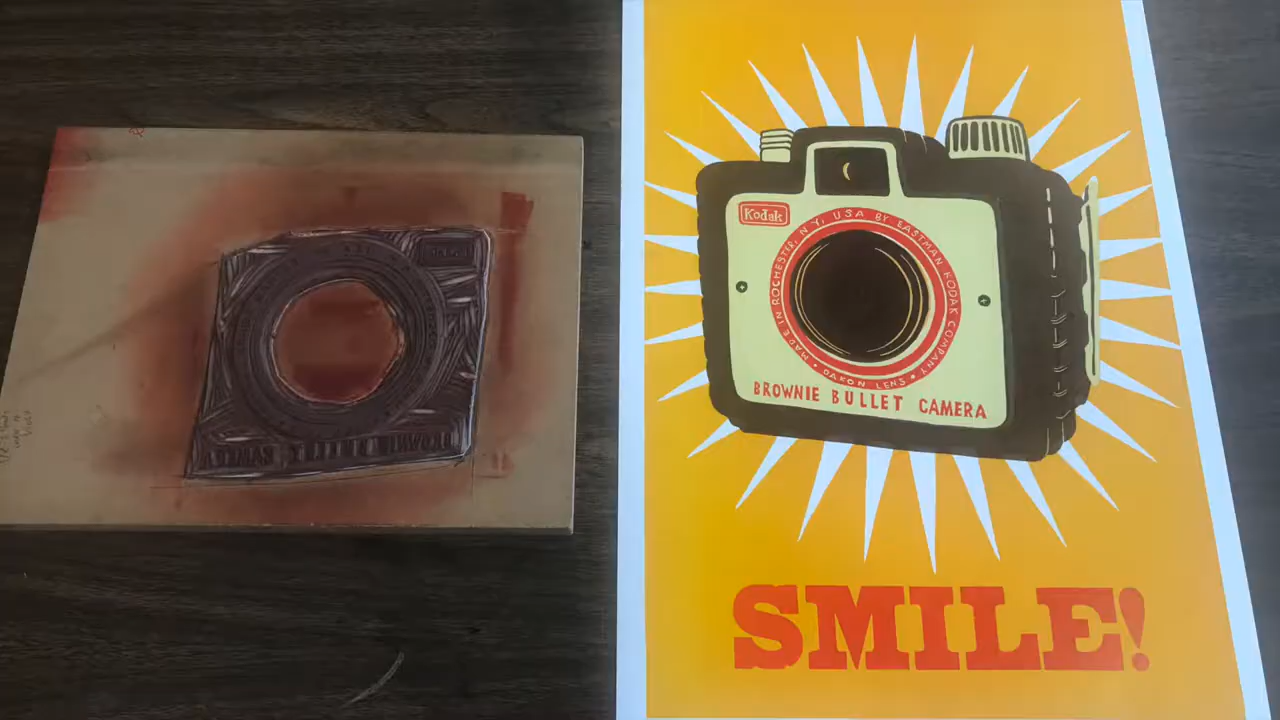 Kodak
MADE IN ROCHESTER, N.Y., USA BY EASTMAN KODAK COMPANY
• DAKON LENS •
BROWNIE BULLET CAMERA
SMILE!